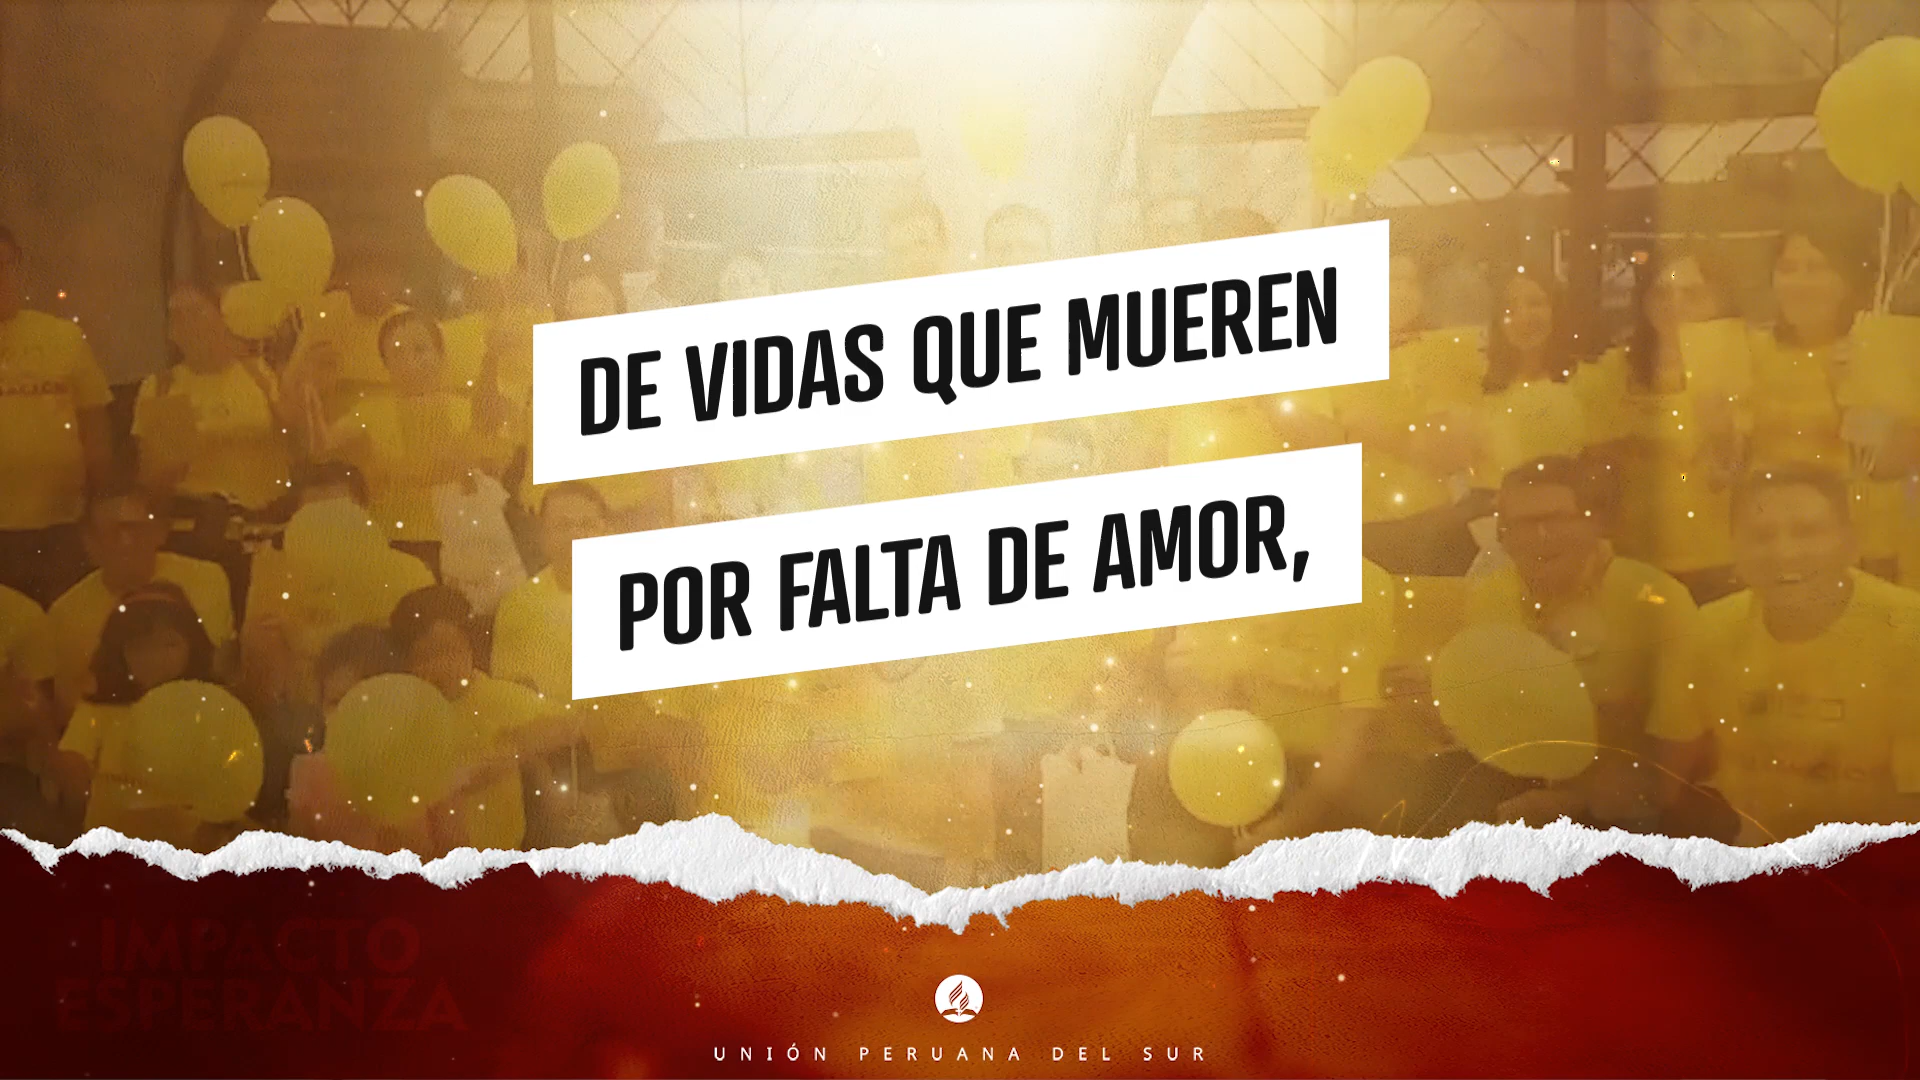 DE VIDAS QUE MUEREN
POR FALTA DE AMOR,
IMPACTO
ESPERANZA
UNIÓN PERUANA DEL SUR